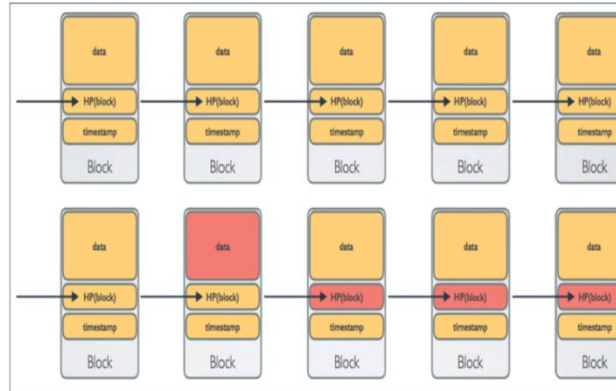 data data data data data
HP(block) HP(block) HP(block) HP(block) HP(block)
timestamp timestamp timestamp timestamp timestamp
Block Block Block Block Block
data data data data data
HP(block) HP(block) HP(block) HP(block) HP(block)
timestamp timestamp timestamp timestamp timestamp
Block Block Block Block Block